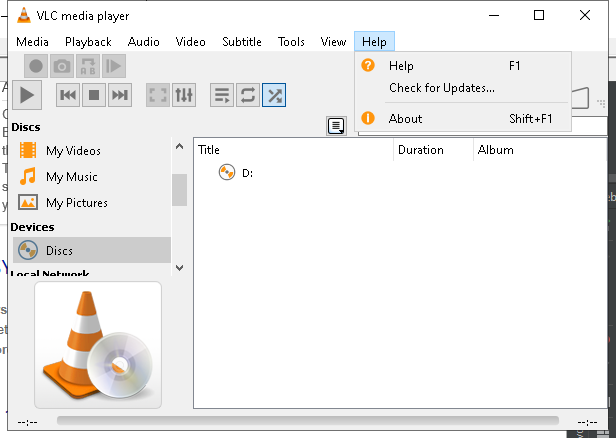 VLC media player
Media Playback Audio Video Subtitle Tools View Help
Help F1
Check for Updates...
About Shift+F1
A
B
Discs
My Videos
My Music
My Pictures
Devices
Discs
Local Network
Title Duration Album
D:
--:-- --:--